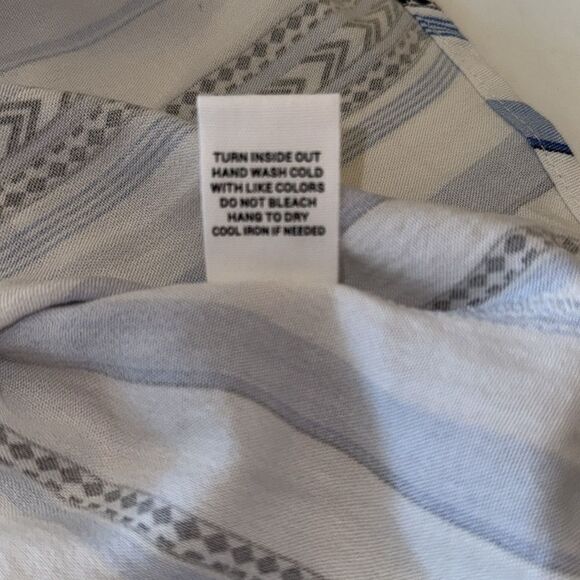 TURN INSIDE OUT
HAND WASH COLD
WITH LIKE COLORS
DO NOT BLEACH
HANG TO DRY
COOL IRON IF NEEDED